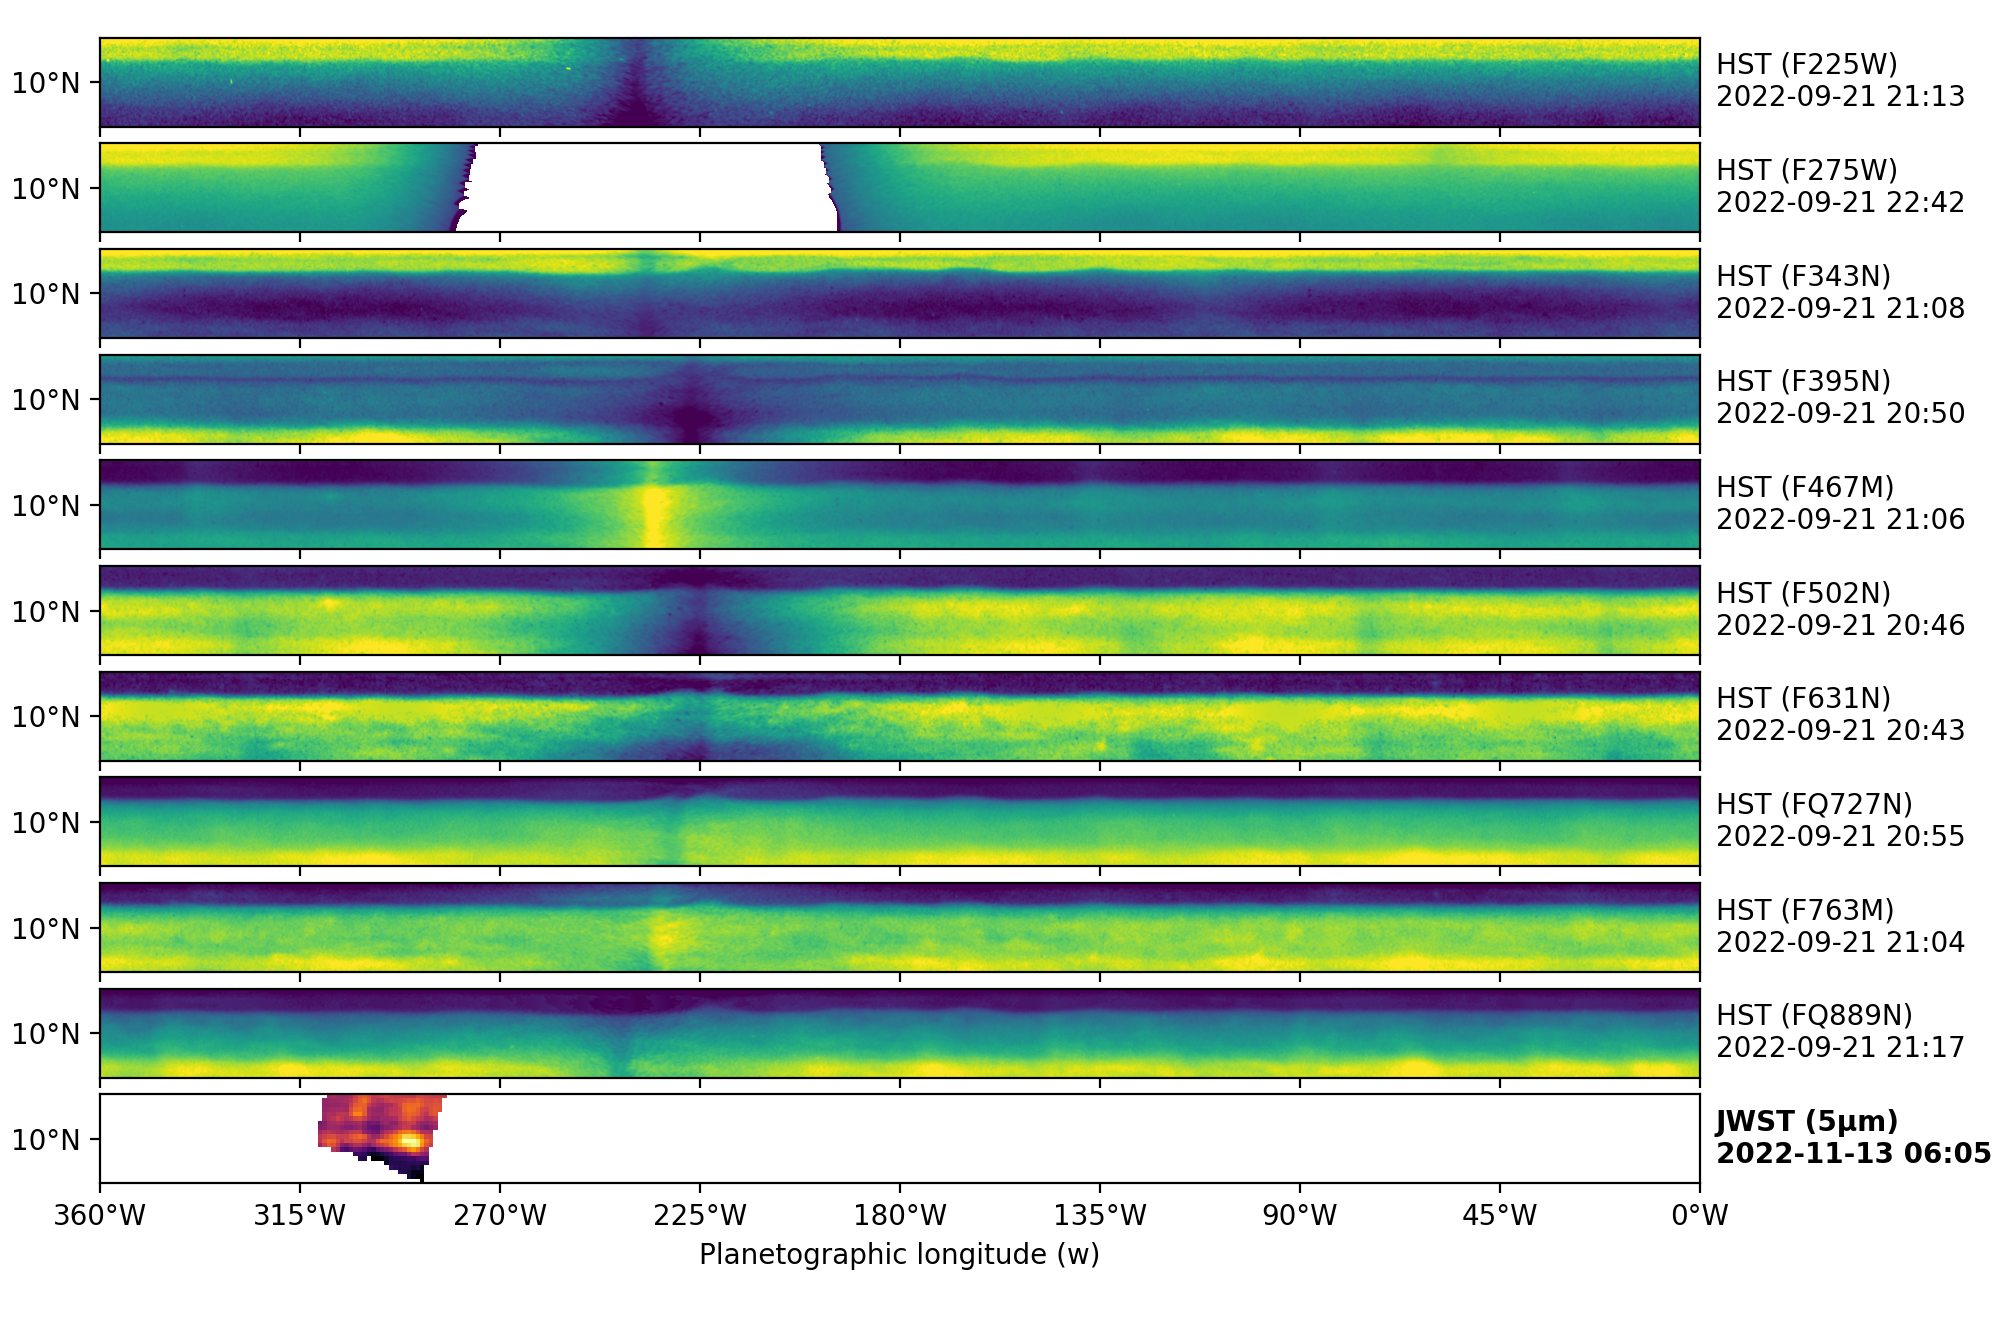 10°N
HST (F225W)
2022-09-21 21:13
10°N
HST (F275W)
2022-09-21 22:42
10°N
HST (F343N)
2022-09-21 21:08
10°N
HST (F395N)
2022-09-21 20:50
10°N
HST (F467M)
2022-09-21 21:06
10°N
HST (F502N)
2022-09-21 20:46
10°N
HST (F631N)
2022-09-21 20:43
10°N
HST (FQ727N)
2022-09-21 20:55
10°N
HST (F763M)
2022-09-21 21:04
10°N
HST (FQ889N)
2022-09-21 21:17
10°N
JWST (5μm)
2022-11-13 06:05
360°W 315°W 270°W 225°W 180°W 135°W 90°W 45°W 0°W
Planetographic longitude (w)